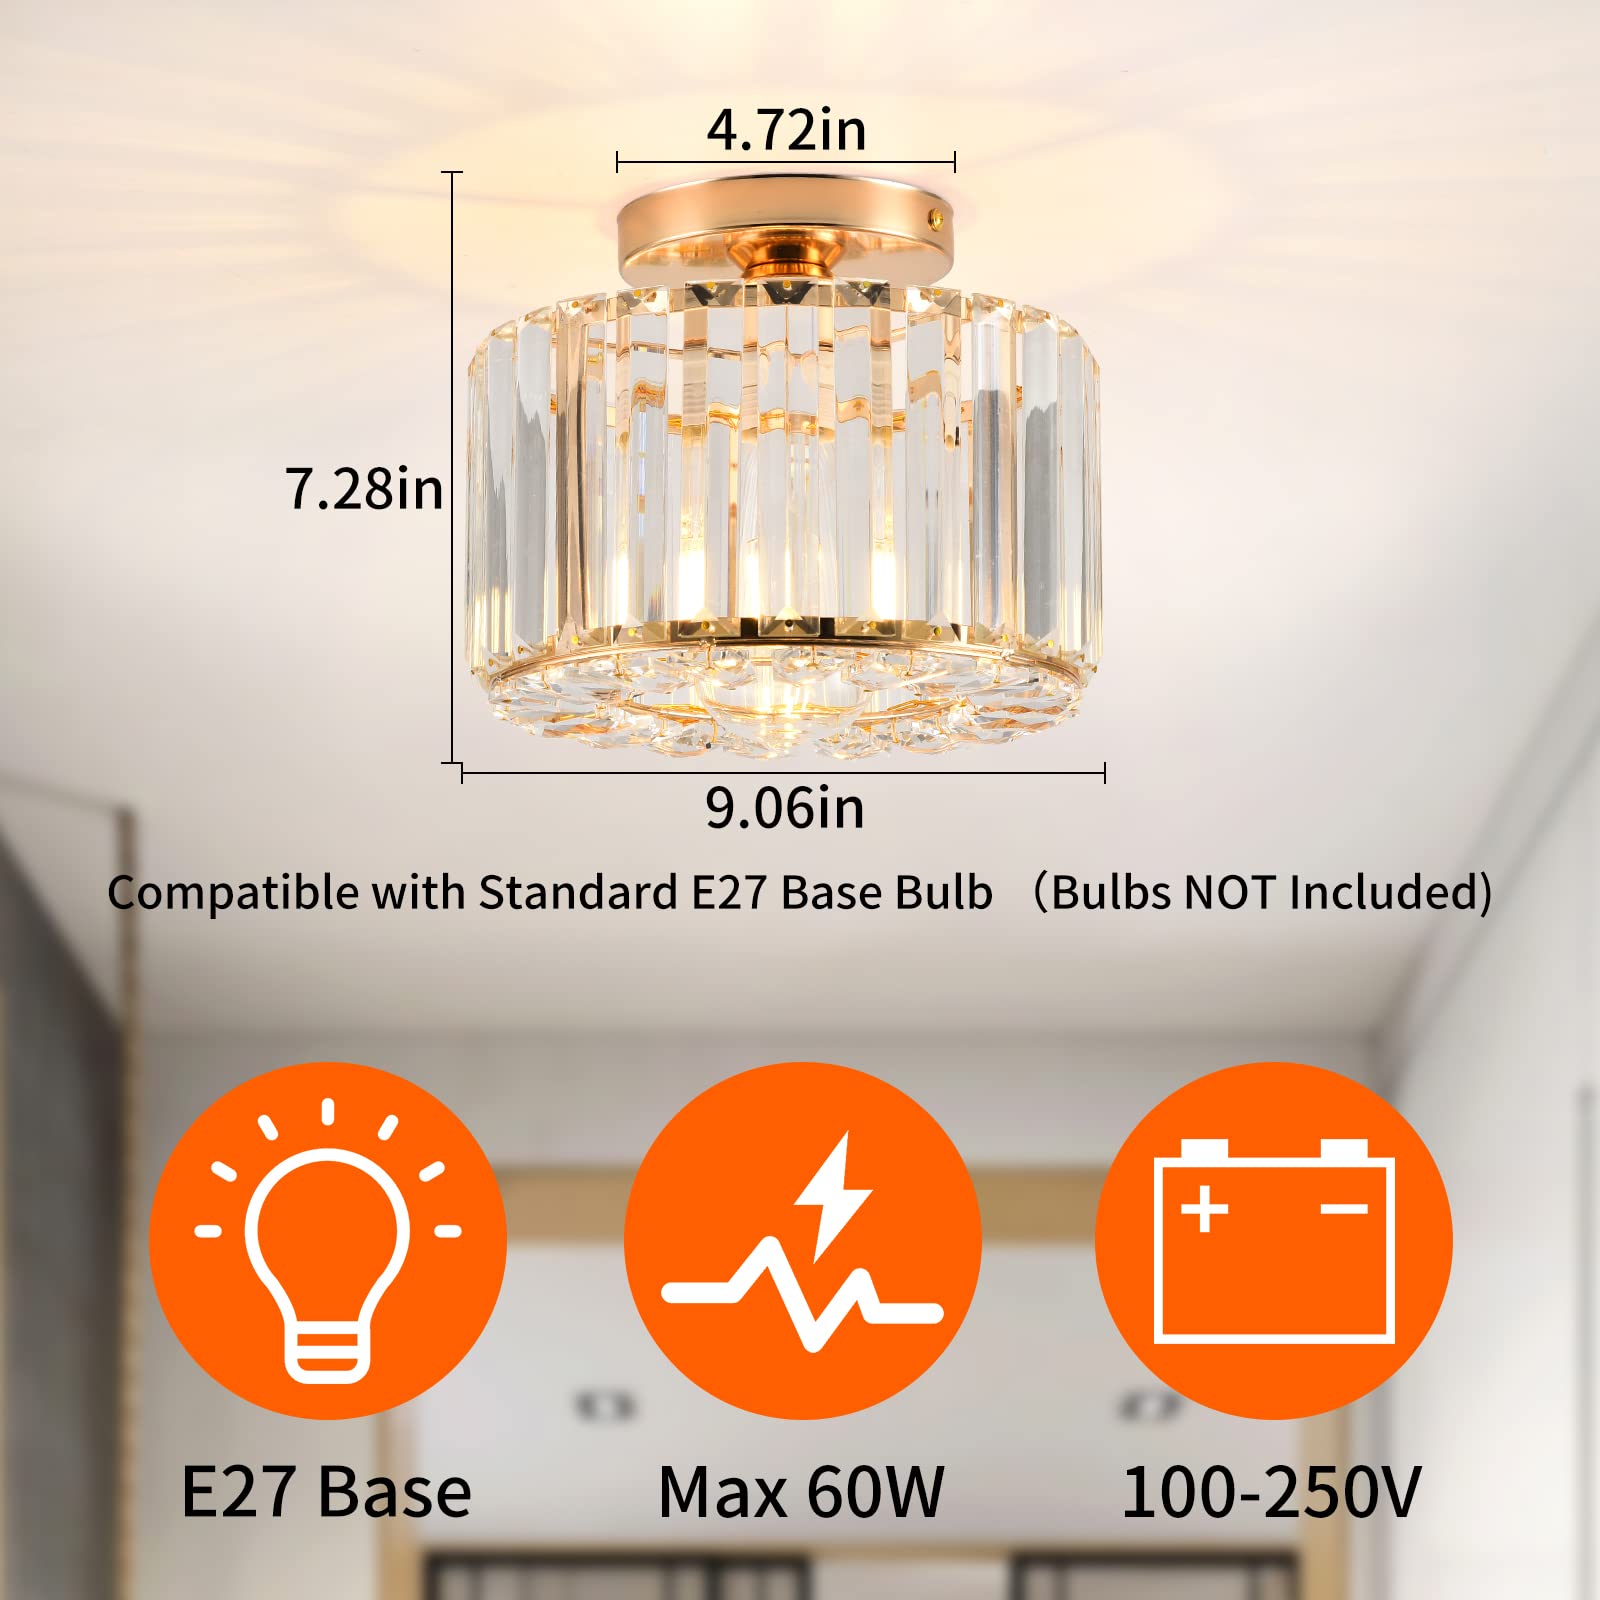 4.72in
7.28in
9.06in
Compatible with Standard E27 Base Bulb （Bulbs NOT Included)
E27 Base
Max 60W
100-250V